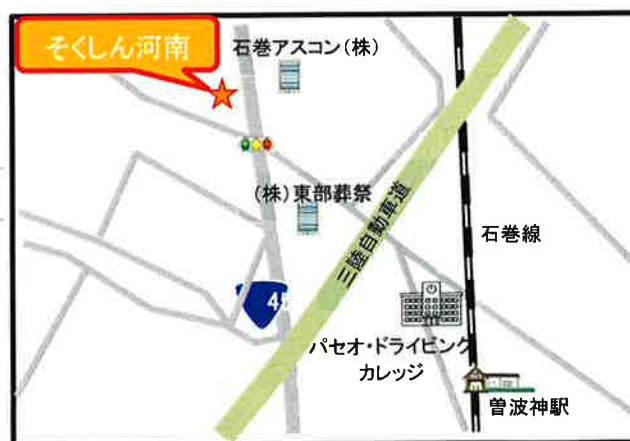 そくしん河南
石巻アスコン(株)
(株)東部葬祭
三陸自動車道
石巻線
45
パセオ・ドライビング
カレッジ
曽波神駅